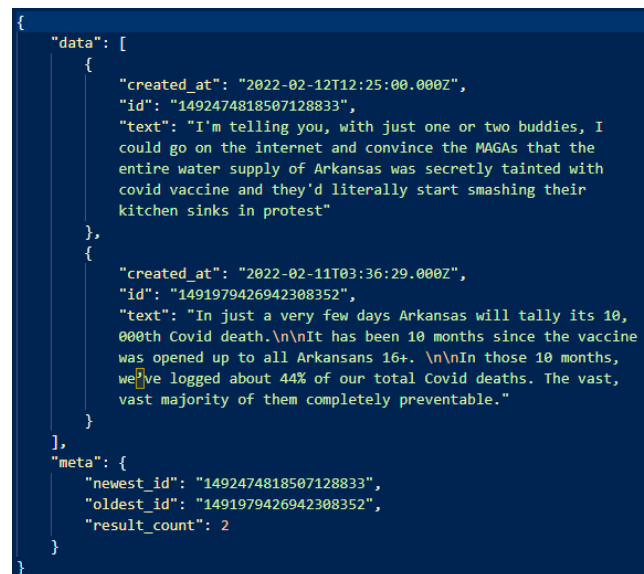 {
"data": [
{
"created_at": "2022-02-12T12:25:00.000Z",
"id": "1492474818507128833",
"text": "I'm telling you, with just one or two buddies, I
could go on the internet and convince the MAGAs that the
entire water supply of Arkansas was secretly tainted with
covid vaccine and they'd literally start smashing their
kitchen sinks in protest"
},
{
"created_at": "2022-02-11T03:36:29.000Z",
"id": "1491979426942308352",
"text": "In just a very few days Arkansas will tally its 10,
000th Covid death.\n\nIt has been 10 months since the vaccine
was opened up to all Arkansans 16+. \n\nIn those 10 months,
we’ve logged about 44% of our total Covid deaths. The vast,
vast majority of them completely preventable."
}
],
"meta": {
"newest_id": "1492474818507128833",
"oldest_id": "1491979426942308352",
"result_count": 2
}
}